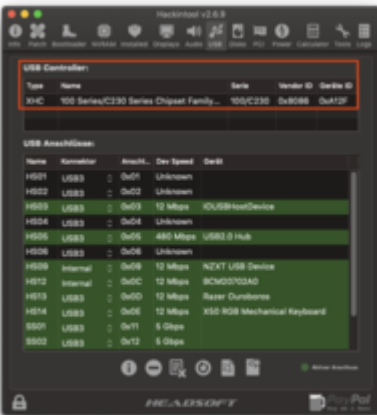 Hackintool v2.6.9
Info Patch Bootloader NVRAM Installed Displays Audio USB Disks PCI Power Calculator Tools Logs
USB Controller:
Type Name Serie Vendor ID Geräte ID
XHC 100 Series/C230 Series Chipset Family... 100/C230 0x8086 0xA12F
USB Anschlüsse:
Name Konnektor Anschl... Dev Speed Gerät
HS01 USB3 0x01 Unknown
HS02 USB3 0x02 Unknown
HS03 USB3 0x03 12 Mbps IOUSBHostDevice
HS04 USB3 0x04 Unknown
HS05 USB3 0x05 480 Mbps USB2.0 Hub
HS06 USB3 0x06 Unknown
HS09 Internal 0x09 12 Mbps NZXT USB Device
HS12 Internal 0x0C 12 Mbps BCM20702A0
HS13 USB3 0x0D 12 Mbps Razer Ouroboros
HS14 USB3 0x0E 12 Mbps X50 RGB Mechanical Keyboard
SS01 USB3 0x11 5 Gbps
SS02 USB3 0x12 5 Gbps
Aktiver Anschluss
HEADSOFT
PayPal